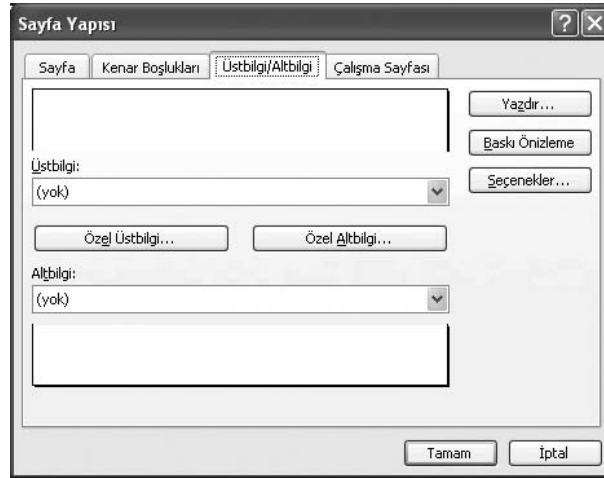 Sayfa Yapısı
Sayfa Kenar Boşlukları Üstbilgi/Altbilgi Çalışma Sayfası
Yazdır...
Baskı Önizleme
Üstbilgi:
Seçenekler...
(yok)
Özel Üstbilgi... Özel Altbilgi...
Altbilgi:
(yok)
Tamam İptal